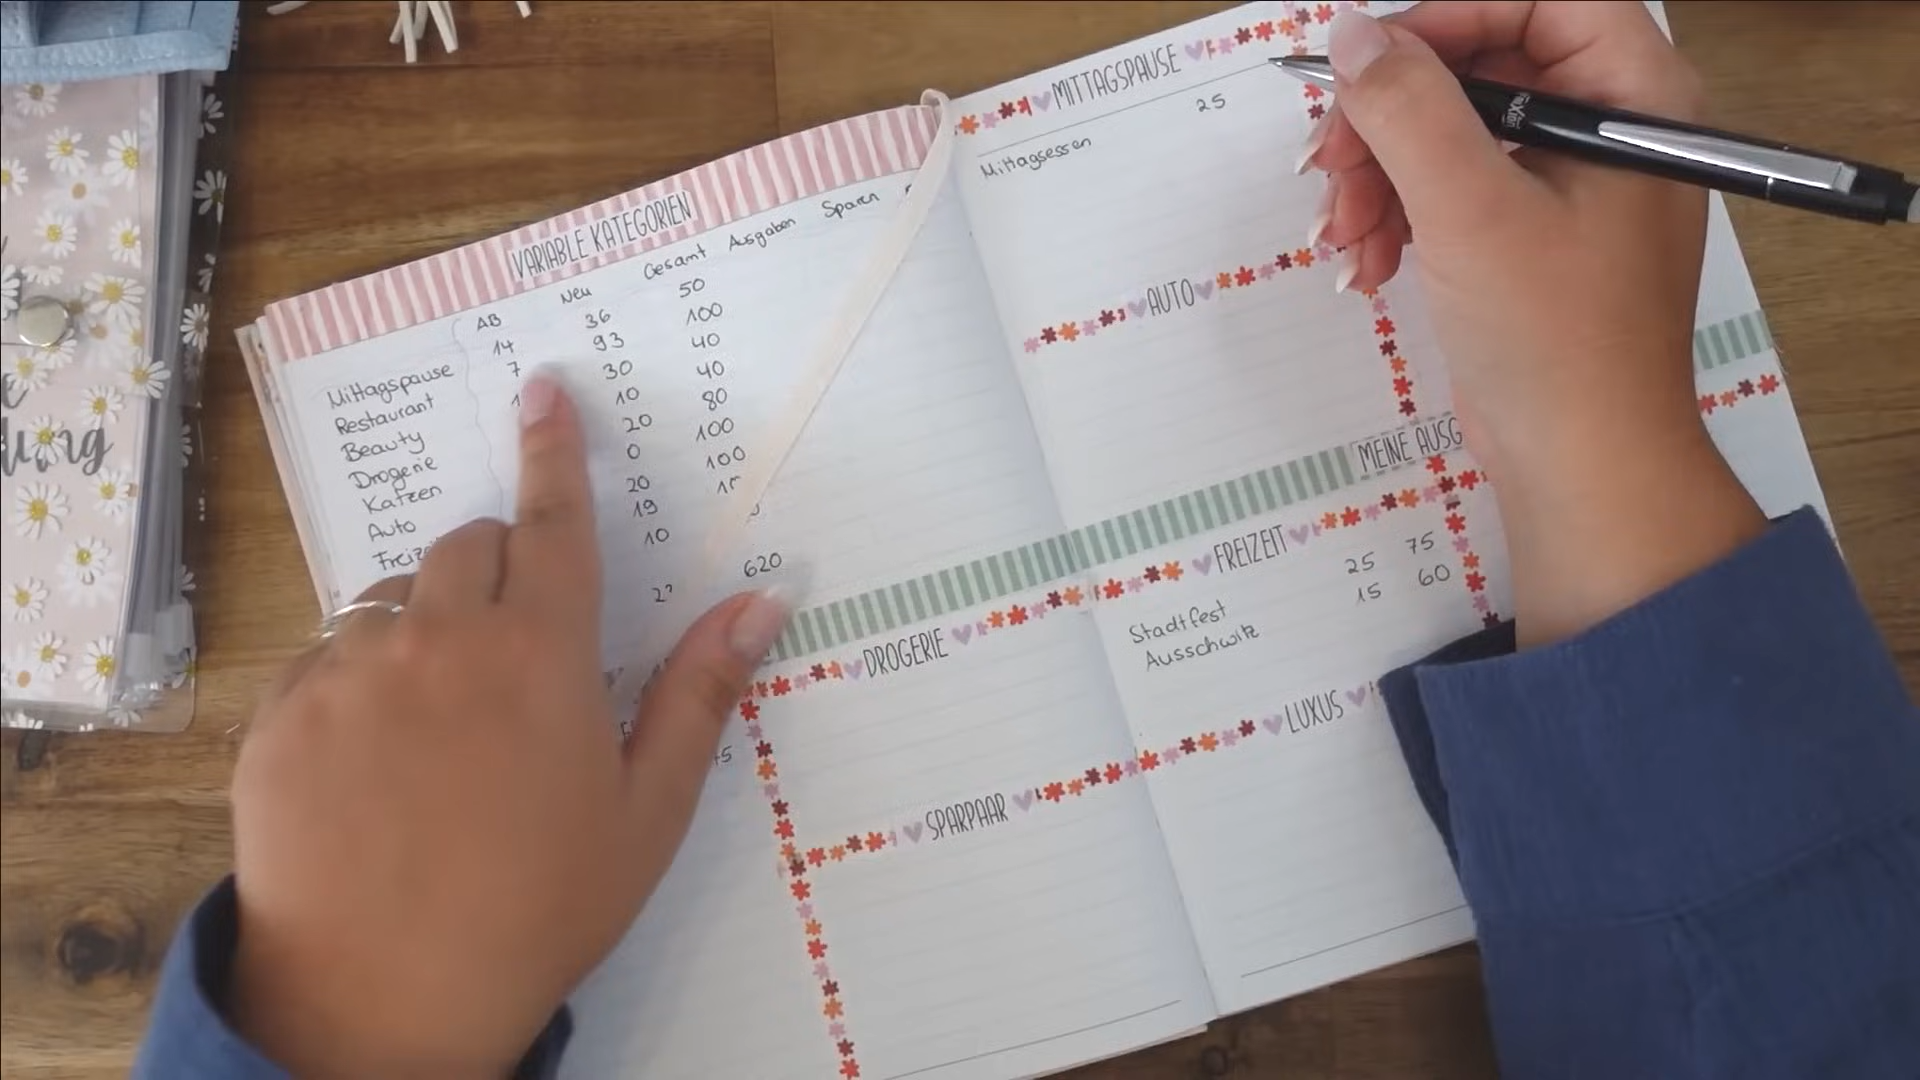 VARIABLE KATEGORIEN
AB Neu Gesamt Ausgaben Sparen
Mittagspause 14 36 50
Restaurant 7 93 100
Beauty 30 40
Drogerie 10 40
Katzen 20 80
Auto 0 100
20 100
19
10
620
MITTAGSPAUSE
25
Mittagsessen
AUTO
MEINE AUSG
DROGERIE
SPARPAAR
FREIZEIT
Stadtfest 25 75
Ausschwitz 15 60
LUXUS